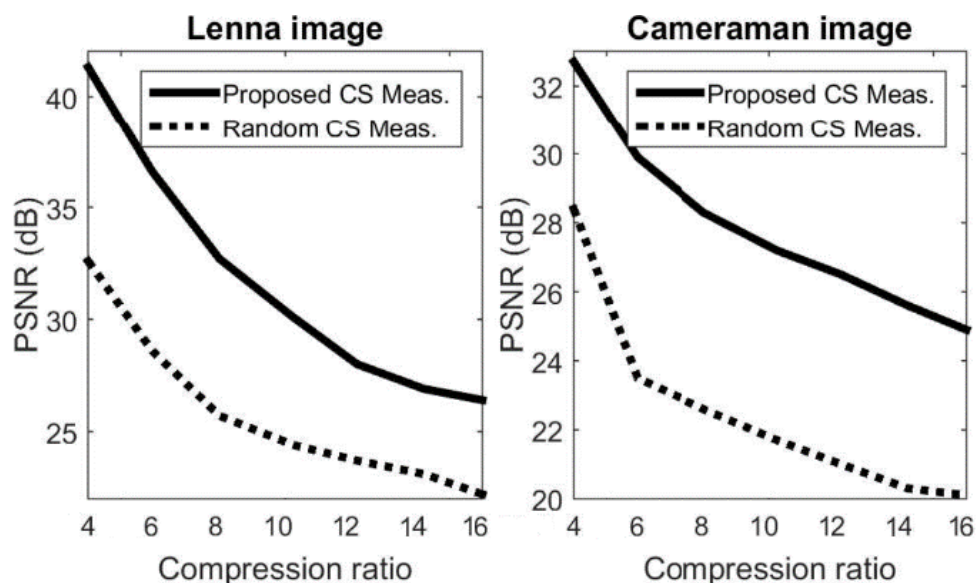 Lenna image
40
35
30
25
PSNR (dB)
Proposed CS Meas.
Random CS Meas.
4 6 8 10 12 14 16
Compression ratio
Cameraman image
32
30
28
26
24
22
20
PSNR (dB)
Proposed CS Meas.
Random CS Meas.
4 6 8 10 12 14 16
Compression ratio